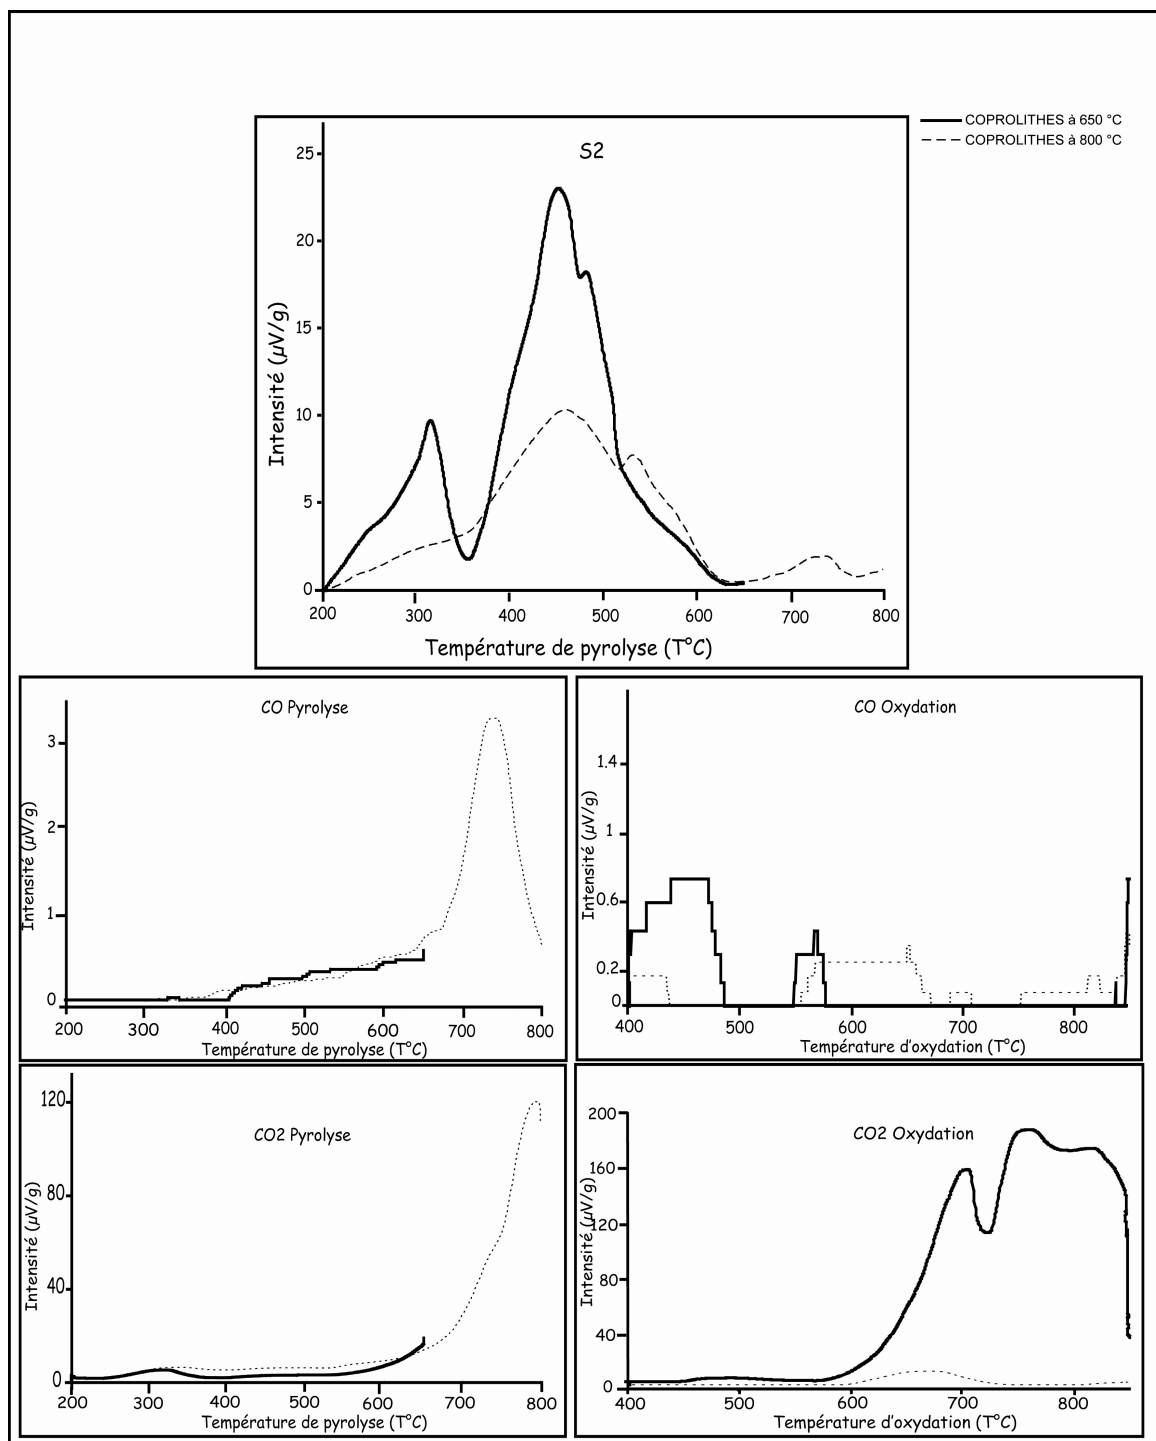 COPROLITHES à 650 °C
COPROLITHES à 800 °C
S2
25
20
15
10
5
0
Intensité (µV/g)
200 300 400 500 600 700 800
Température de pyrolyse (T°C)
CO Pyrolyse
3
2
1
0
Intensité (µV/g)
200 300 400 500 600 700 800
Température de pyrolyse (T°C)
CO Oxydation
1.4
1
0.6
0.2
0
Intensité (µV/g)
400 500 600 700 800
Température d'oxydation (T°C)
CO2 Pyrolyse
120
80
40
0
Intensité (µV/g)
200 300 400 500 600 700 800
Température de pyrolyse (T°C)
CO2 Oxydation
200
160
120
80
40
0
Intensité (µV/g)
400 500 600 700 800
Température d'oxydation (T°C)